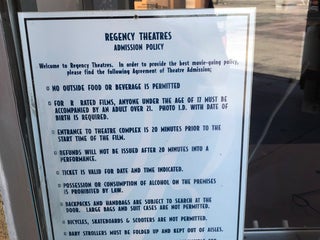 REGENCY THEATRES
ADMISSION POLICY
Welcome to Regency Theatres. In order to provide the best movie-going policy,
please find the following Agreement of Theatre Admission;
NO OUTSIDE FOOD OR BEVERAGE IS PERMITTED
FOR R RATED FILMS, ANYONE UNDER THE AGE OF 17 MUST BE
ACCOMPANIED BY AN ADULT OVER 21. PHOTO I.D. WITH DATE OF
BIRTH IS REQUIRED.
ENTRANCE TO THEATRE COMPLEX IS 20 MINUTES PRIOR TO THE
START TIME OF THE FILM.
REFUNDS WILL NOT BE ISSUED AFTER 20 MINUTES INTO A
PERFORMANCE.
TICKET IS VALID FOR DATE AND TIME INDICATED.
POSSESSION OR CONSUMPTION OF ALCOHOL ON THE PREMISES
IS PROHIBITED BY LAW.
BACKPACKS AND HANDBAGS ARE SUBJECT TO SEARCH AT THE
DOOR. LARGE BAGS AND SUIT CASES ARE NOT PERMITTED.
BICYCLES, SKATEBOARDS & SCOOTERS ARE NOT PERMITTED.
BABY STROLLERS MUST BE FOLDED UP AND KEPT OUT OF AISLES.